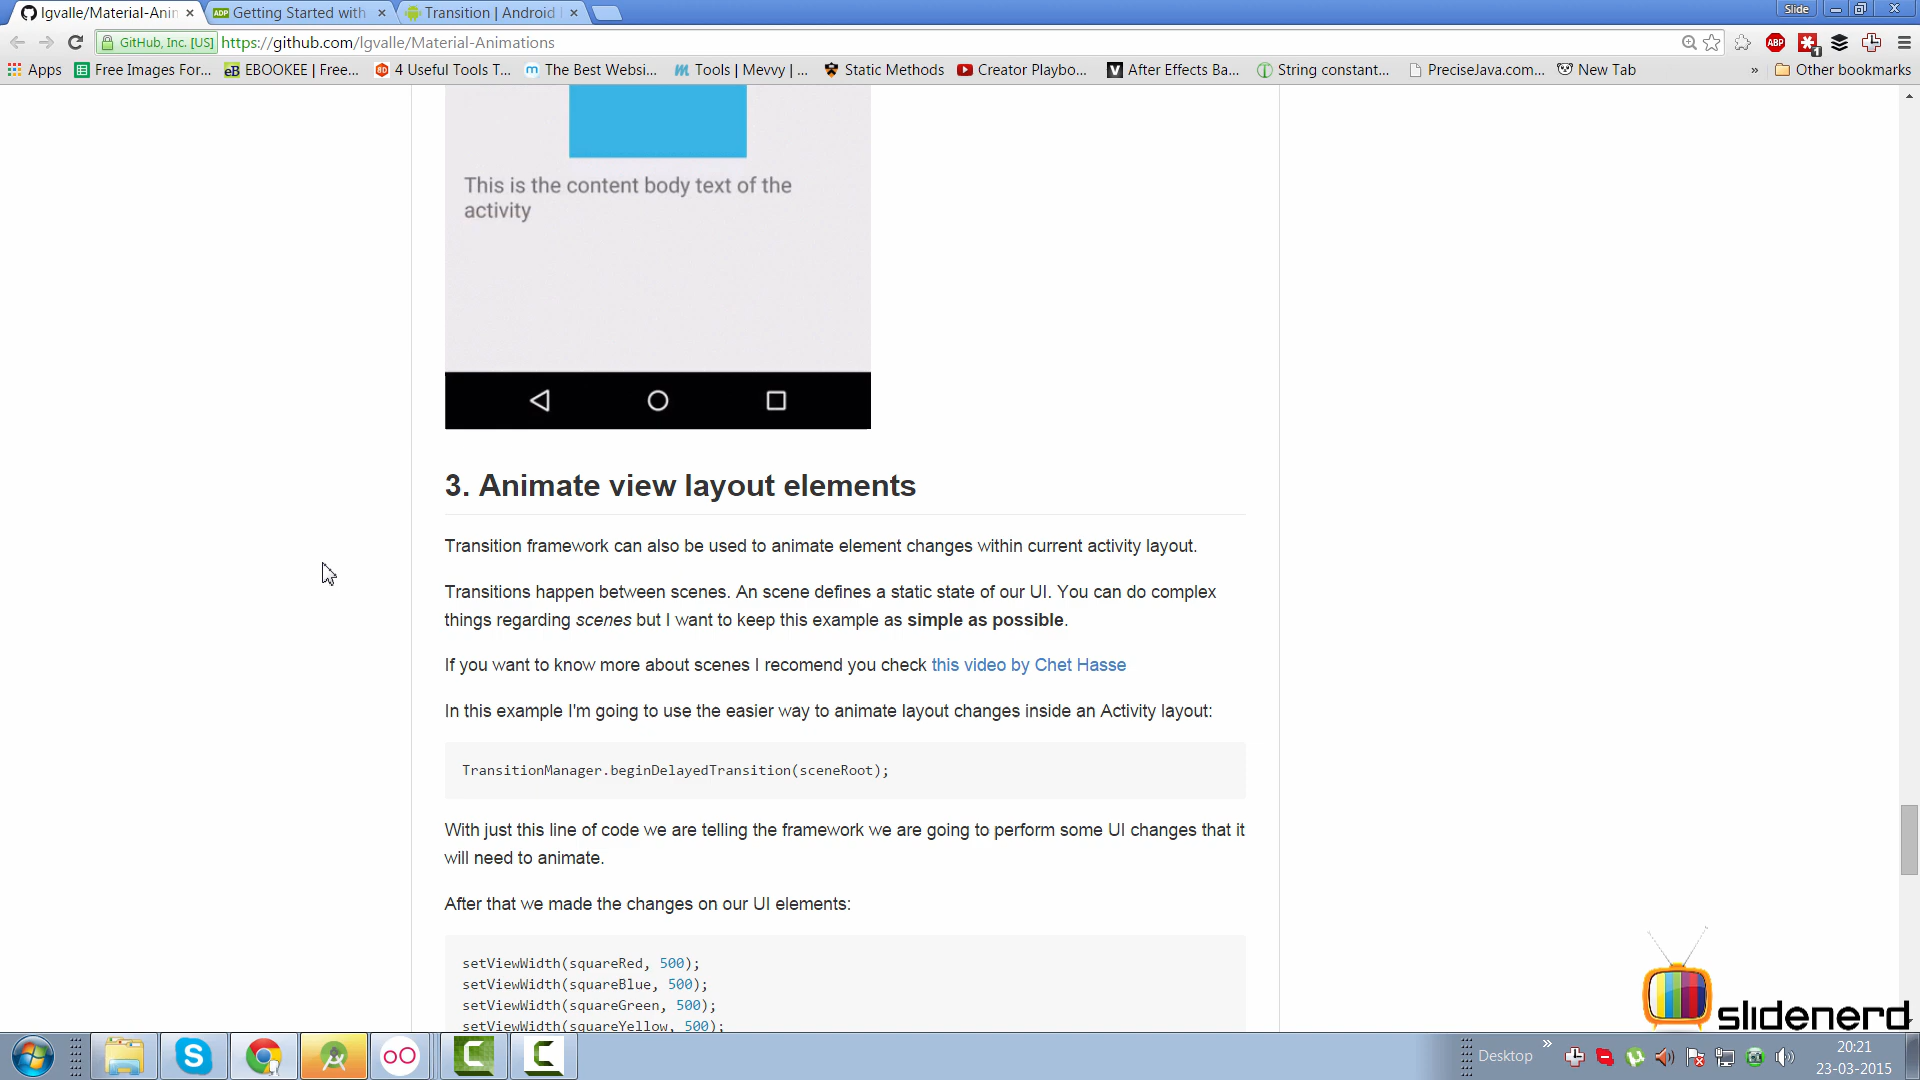 lgvalle/Material-Anin
Getting Started with
Transition | Android
Slide
GitHub, Inc. [US]
https://github.com/lgvalle/Material-Animations
ABP
1
Apps
Free Images For...
EBOOKEE | Free...
4 Useful Tools T...
The Best Websi...
Tools | Mevvy | ...
Static Methods
Creator Playbo...
After Effects Ba...
String constant...
PreciseJava.com...
New Tab
»
Other bookmarks
This is the content body text of the
activity
3. Animate view layout elements
Transition framework can also be used to animate element changes within current activity layout.
Transitions happen between scenes. An scene defines a static state of our UI. You can do complex
things regarding scenes but I want to keep this example as simple as possible.
If you want to know more about scenes I recomend you check this video by Chet Hasse
In this example I'm going to use the easier way to animate layout changes inside an Activity layout:
TransitionManager.beginDelayedTransition(sceneRoot);
With just this line of code we are telling the framework we are going to perform some UI changes that it
will need to animate.
After that we made the changes on our UI elements:
setViewWidth(squareRed, 500);
setViewWidth(squareBlue, 500);
setViewWidth(squareGreen, 500);
setViewWidth(squareYellow, 500);
slidenerd
Desktop
»
20:21
23-03-2015